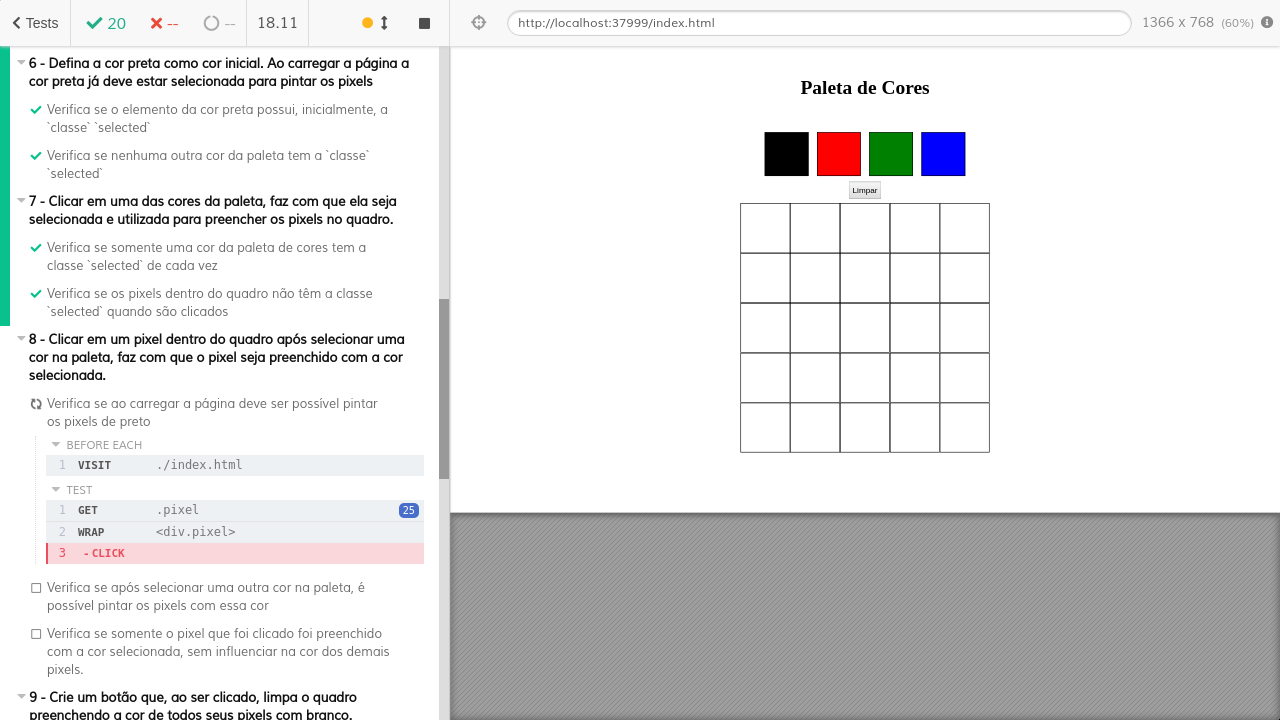 Tests
20
--
--
18.11
http://localhost:37999/index.html
1366 x 768 (60%)
6 - Defina a cor preta como cor inicial. Ao carregar a página a
cor preta já deve estar selecionada para pintar os pixels
Verifica se o elemento da cor preta possui, inicialmente, a
`classe` `selected`
Verifica se nenhuma outra cor da paleta tem a `classe`
`selected`
7 - Clicar em uma das cores da paleta, faz com que ela seja
selecionada e utilizada para preencher os pixels no quadro.
Verifica se somente uma cor da paleta de cores tem a
classe `selected` de cada vez
Verifica se os pixels dentro do quadro não têm a classe
`selected` quando são clicados
8 - Clicar em um pixel dentro do quadro após selecionar uma
cor na paleta, faz com que o pixel seja preenchido com a cor
selecionada.
Verifica se ao carregar a página deve ser possível pintar
os pixels de preto
BEFORE EACH
1 VISIT ./index.html
TEST
1 GET .pixel 25
2 WRAP <div.pixel>
3 -CLICK
Verifica se após selecionar uma outra cor na paleta, é
possível pintar os pixels com essa cor
Verifica se somente o pixel que foi clicado foi preenchido
com a cor selecionada, sem influenciar na cor dos demais
pixels.
9 - Crie um botão que, ao ser clicado, limpa o quadro
preenchendo a cor de todos seus pixels com branco.
Paleta de Cores
Limpar